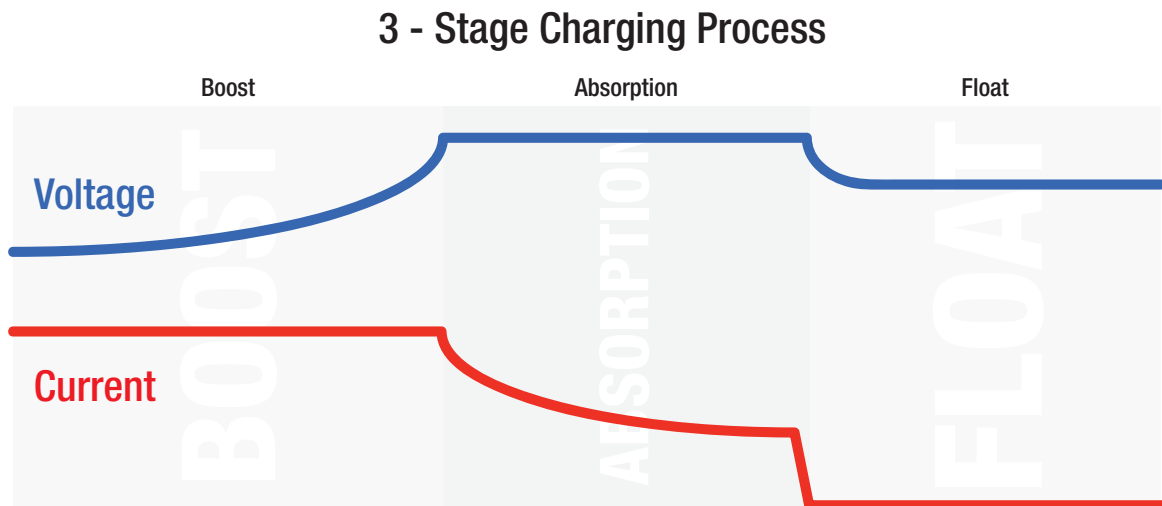 3 - Stage Charging Process
Boost
Absorption
Float
Voltage
Current
BOOST
ABSORPTION
FLOAT